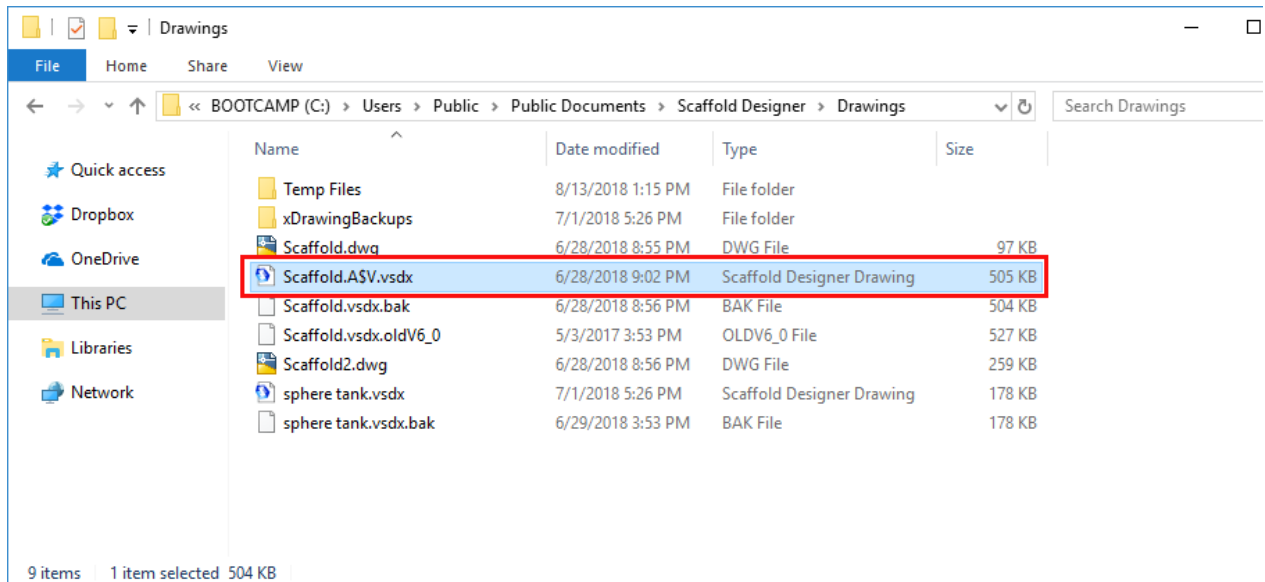 Drawings
File Home Share View
« BOOTCAMP (C:) > Users > Public > Public Documents > Scaffold Designer > Drawings Search Drawings
Name Date modified Type Size
Quick access
Dropbox
OneDrive
This PC
Libraries
Network
Temp Files 8/13/2018 1:15 PM File folder
xDrawingBackups 7/1/2018 5:26 PM File folder
Scaffold.dwg 6/28/2018 8:55 PM DWG File 97 KB
Scaffold.A$V.vsdx 6/28/2018 9:02 PM Scaffold Designer Drawing 505 KB
Scaffold.vsdx.bak 6/28/2018 8:56 PM BAK File 504 KB
Scaffold.vsdx.oldV6_0 5/3/2017 3:53 PM OLDV6_0 File 527 KB
Scaffold2.dwg 6/28/2018 8:56 PM DWG File 259 KB
sphere tank.vsdx 7/1/2018 5:26 PM Scaffold Designer Drawing 178 KB
sphere tank.vsdx.bak 6/29/2018 3:53 PM BAK File 178 KB
9 items 1 item selected 504 KB